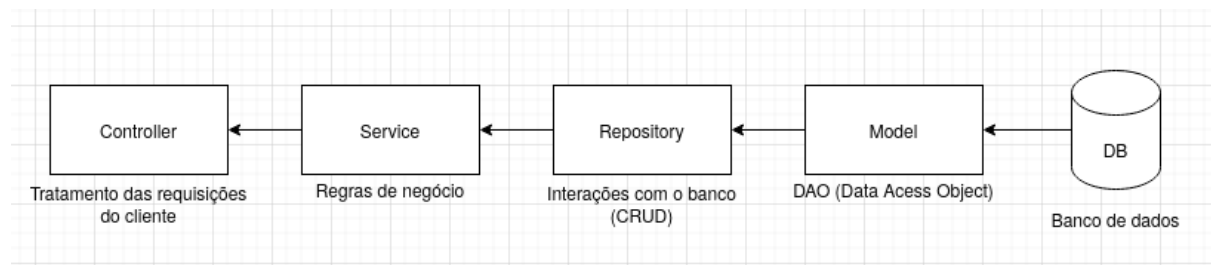 Controller
Service
Repository
Model
DB
Tratamento das requisições
do cliente
Regras de negócio
Interações com o banco
(CRUD)
DAO (Data Acess Object)
Banco de dados